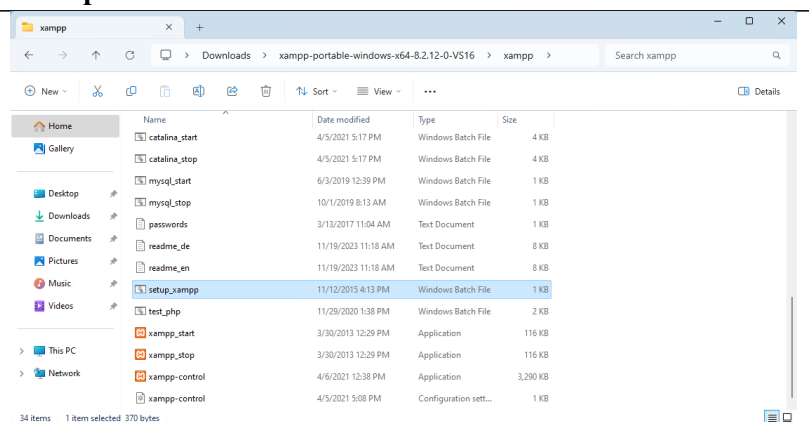 xampp
Downloads > xampp-portable-windows-x64-8.2.12-0-VS16 > xampp >
Search xampp
New
Sort
View
Details
Home
Gallery
Desktop
Downloads
Documents
Pictures
Music
Videos
This PC
Network
Name Date modified Type Size
catalina_start 4/5/2021 5:17 PM Windows Batch File 4 KB
catalina_stop 4/5/2021 5:17 PM Windows Batch File 4 KB
mysql_start 6/3/2019 12:39 PM Windows Batch File 1 KB
mysql_stop 10/1/2019 8:13 AM Windows Batch File 1 KB
passwords 3/13/2017 11:04 AM Text Document 1 KB
readme_de 11/19/2023 11:18 AM Text Document 8 KB
readme_en 11/19/2023 11:18 AM Text Document 8 KB
setup_xampp 11/12/2015 4:13 PM Windows Batch File 1 KB
test_php 11/29/2020 1:38 PM Windows Batch File 2 KB
xampp_start 3/30/2013 12:29 PM Application 116 KB
xampp_stop 3/30/2013 12:29 PM Application 116 KB
xampp-control 4/6/2021 12:38 PM Application 3,290 KB
xampp-control 4/5/2021 5:08 PM Configuration sett... 1 KB
34 items 1 item selected 370 bytes